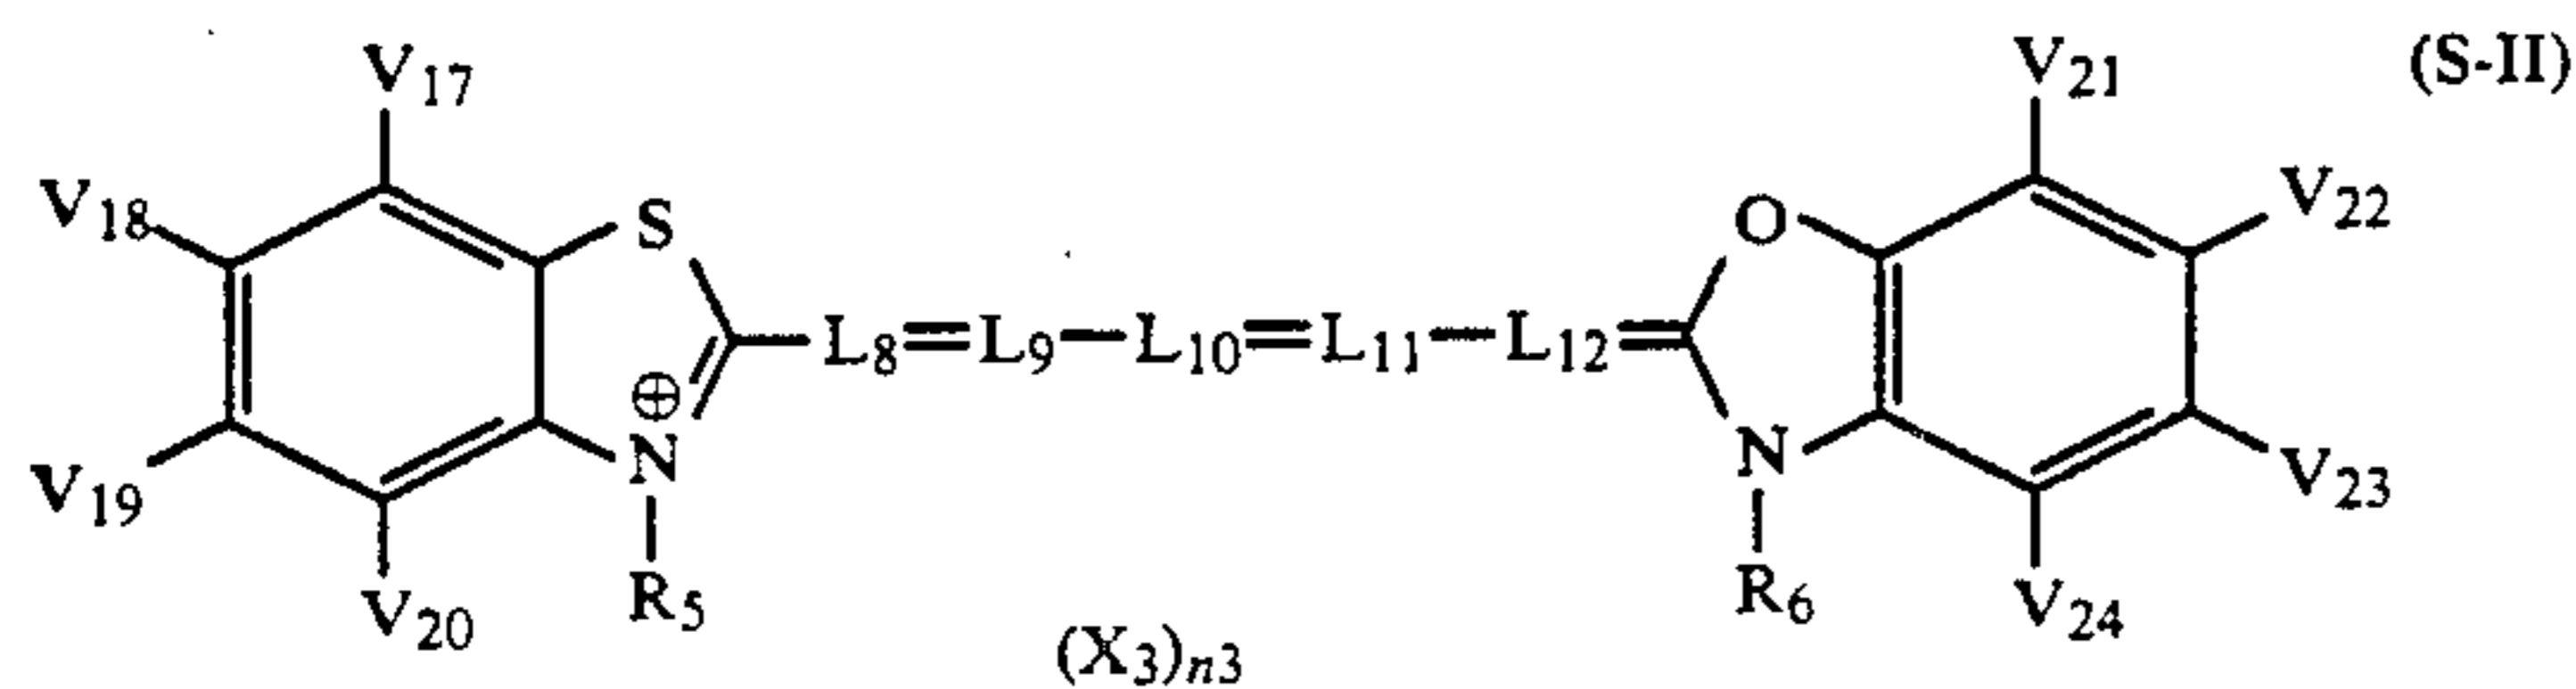 V17 V21 (S-II)
V18 S O V22
L8=L9—L10=L11—L12
⊕
V19 N N V23
V20 R5 R6 V24
(X3)n3